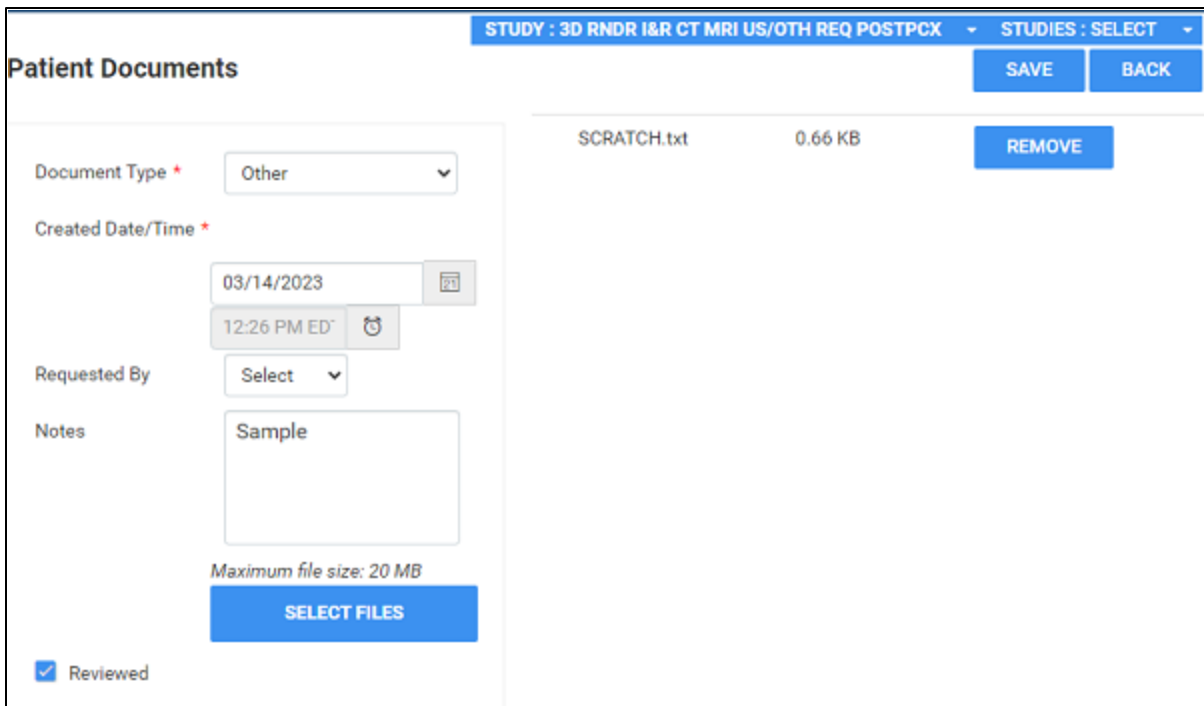 STUDY : 3D RNDR I&R CT MRI US/OTH REQ POSTPCX STUDIES : SELECT
Patient Documents
SAVE BACK
SCRATCH.txt 0.66 KB REMOVE
Document Type * Other
Created Date/Time *
03/14/2023
12:26 PM ED
Requested By Select
Notes Sample
Maximum file size: 20 MB
SELECT FILES
Reviewed